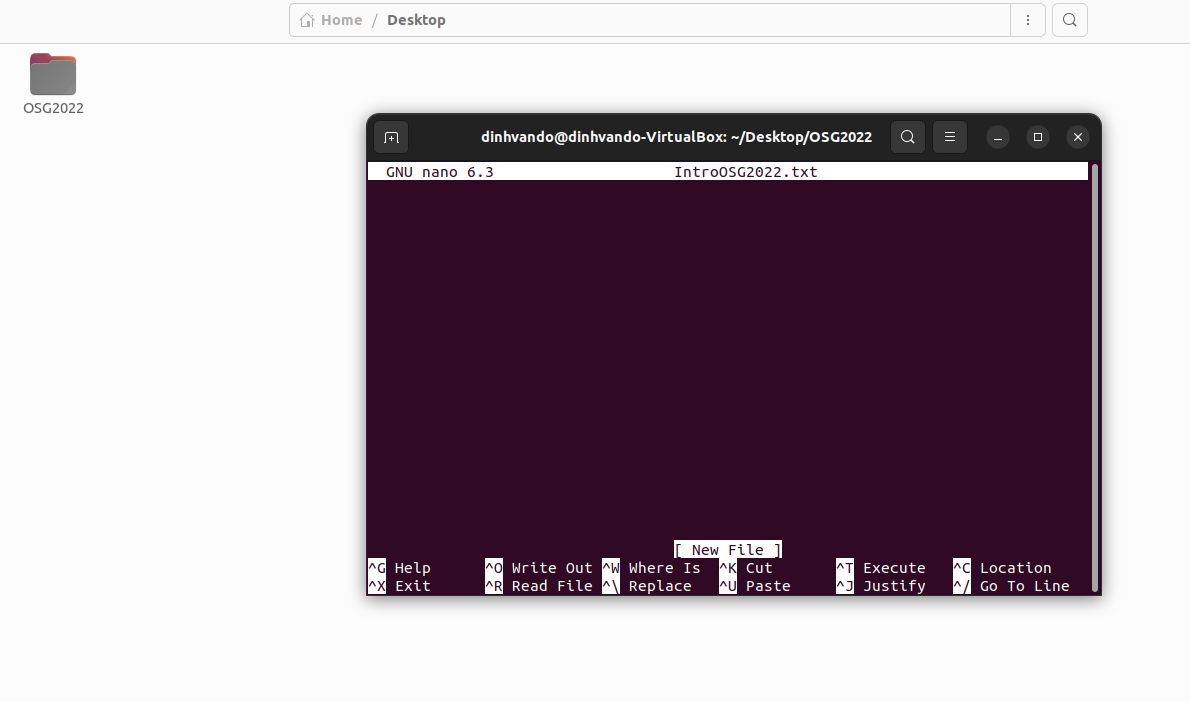 Home / Desktop
OSG2022
dinhvando@dinhvando-VirtualBox: ~/Desktop/OSG2022
GNU nano 6.3 IntroOSG2022.txt
[ New File ]
^G Help ^O Write Out ^W Where Is ^K Cut ^T Execute ^C Location
^X Exit ^R Read File ^\ Replace ^U Paste ^J Justify ^/ Go To Line